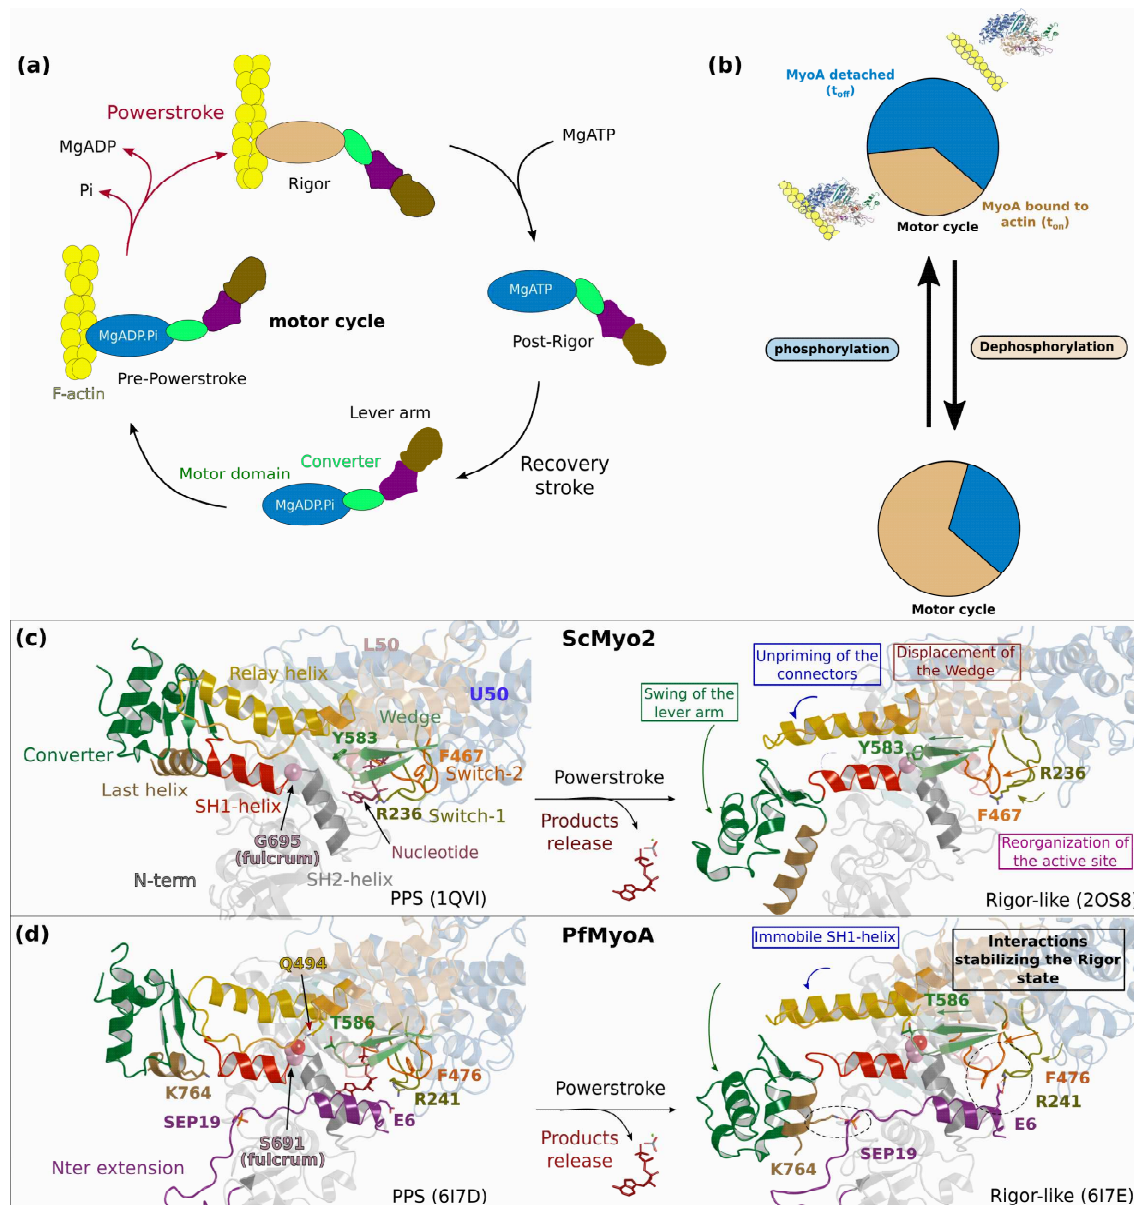 (a)
Powerstroke
MgADP
Pi
Rigor
MgATP
MgATP
Post-Rigor
motor cycle
MgADP.Pi
Pre-Powerstroke
F-actin
Lever arm
Converter
Motor domain
MgADP.Pi
Recovery
stroke
(b)
MyoA detached
(toff)
MyoA bound to
actin (ton)
Motor cycle
phosphorylation
Dephosphorylation
Motor cycle
(c)
ScMyo2
L50
Relay helix
U50
Wedge
Y583
Converter
F467
Last helix
Switch-2
SH1-helix
R236
Switch-1
G695
(fulcrum)
Nucleotide
N-term
SH2-helix
PPS (1QVI)
Powerstroke
Products
release
Unpriming of the
connectors
Displacement
of the Wedge
Swing of the
lever arm
Y583
R236
F467
Reorganization
of the active site
Rigor-like (2OS8)
(d)
PfMyoA
Q494
T586
K764
F476
R241
SEP19
E6
S691
(fulcrum)
Nter extension
PPS (6I7D)
Powerstroke
Products
release
Immobile SH1-helix
Interactions
stabilizing the Rigor
state
T586
F476
R241
E6
SEP19
K764
Rigor-like (6I7E)